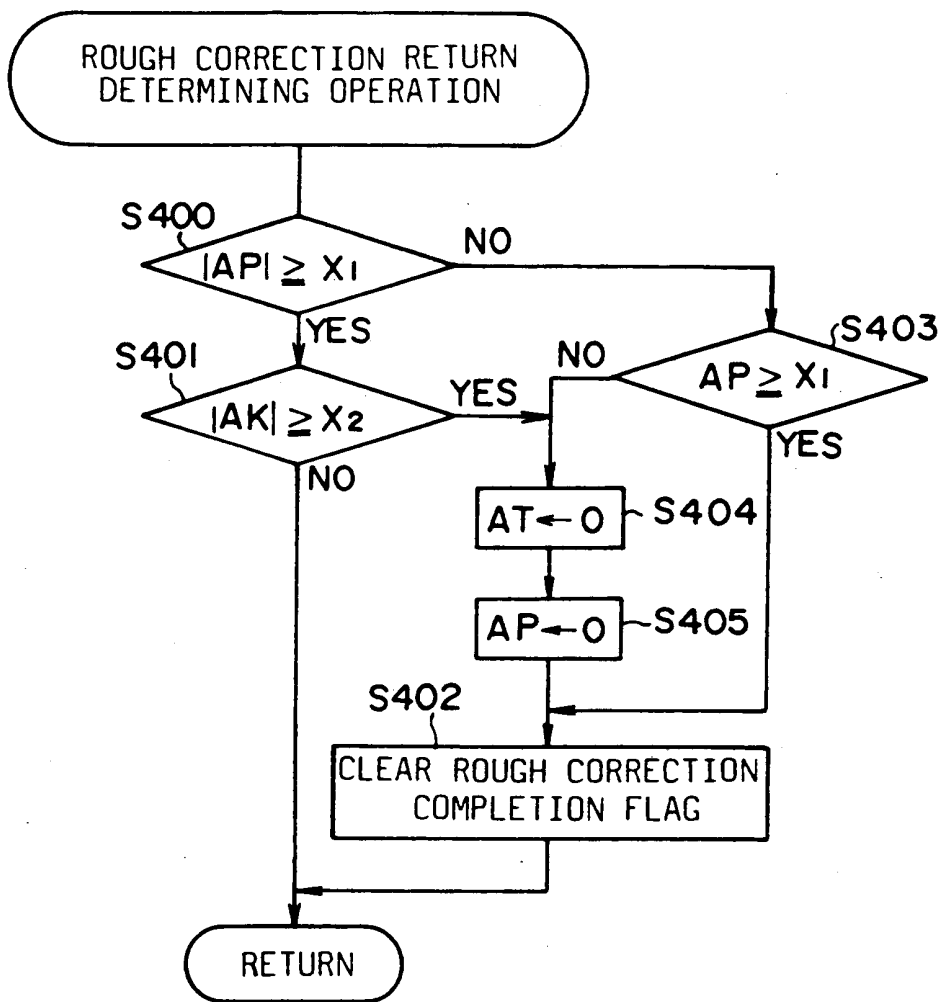 ROUGH CORRECTION RETURN
DETERMINING OPERATION
S400
|AP| ≥ X1
NO
YES
S401
|AK| ≥ X2
YES
NO
S403
AP ≥ X1
NO
YES
AT ← 0
S404
AP ← 0
S405
S402
CLEAR ROUGH CORRECTION
COMPLETION FLAG
RETURN